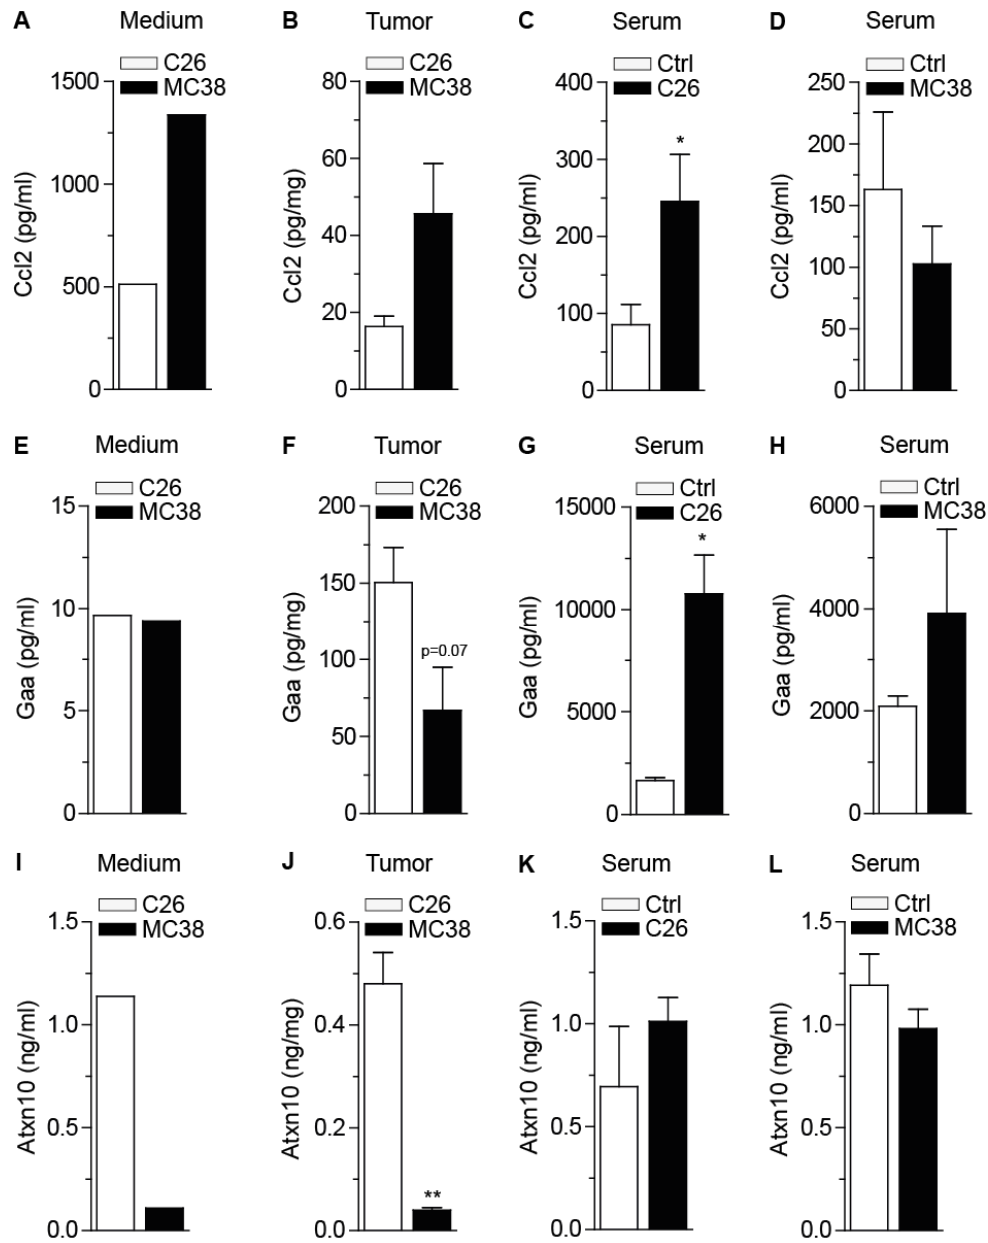 A Medium
C26
MC38
1500
1000
500
0
Ccl2 (pg/ml)
B Tumor
C26
MC38
80
60
40
20
0
Ccl2 (pg/mg)
C Serum
Ctrl
C26
400
300
200
100
0
Ccl2 (pg/ml)
*
D Serum
Ctrl
MC38
250
200
150
100
50
0
Ccl2 (pg/ml)
E Medium
C26
MC38
15
10
5
0
Gaa (pg/ml)
F Tumor
C26
MC38
200
150
100
50
0
Gaa (pg/mg)
p=0.07
G Serum
Ctrl
C26
15000
10000
5000
0
Gaa (pg/ml)
*
H Serum
Ctrl
MC38
6000
4000
2000
0
Gaa (pg/ml)
I Medium
C26
MC38
1.5
1.0
0.5
0.0
Atxn10 (ng/ml)
J Tumor
C26
MC38
0.6
0.4
0.2
0.0
Atxn10 (ng/mg)
**
K Serum
Ctrl
C26
1.5
1.0
0.5
0.0
Atxn10 (ng/ml)
L Serum
Ctrl
MC38
1.5
1.0
0.5
0.0
Atxn10 (ng/ml)